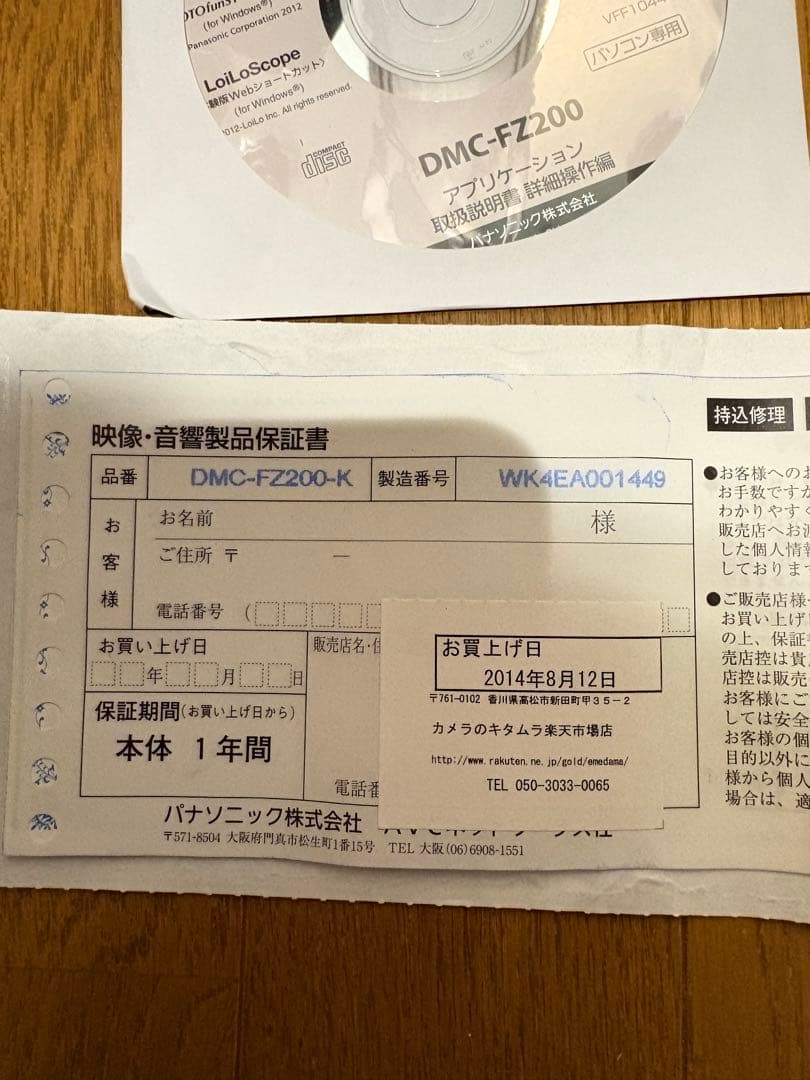 (for Windows®)
Panasonic Corporation 2012
LoiLoScope
版Webショートカット〉
(for Windows®)
2012-LoiLo Inc. All rights reserved.
COMPACT
disc
パソコン専用
DMC-FZ200
アプリケーション
取扱説明書 詳細操作編
パナソニック株式会社
持込修理
映像・音響製品保証書
品番 DMC-FZ200-K 製造番号 WK4EA001449
お客様
お名前 様
ご住所 〒 ―
電話番号 (
お買い上げ日
年 月 日
販売店名・住
保証期間(お買い上げ日から)
本体 1年間
お買上げ日
2014年8月12日
〒761-0102 香川県高松市新田町甲35-2
カメラのキタムラ楽天市場店
http://www.rakuten.ne.jp/gold/emedama/
TEL 050-3033-0065
電話番
パナソニック株式会社
〒571-8504 大阪府門真市松生町1番15号 TEL 大阪(06)6908-1551
●お客様へのお
お手数ですが
わかりやすく
販売店へお
した個人情報
しておりま
●ご販売店様
お買い上げ
の上、保証
売店控は貴
店控は販売
お客様にご
しては安全
お客様の個
目的以外に
様から個人
場合は、適